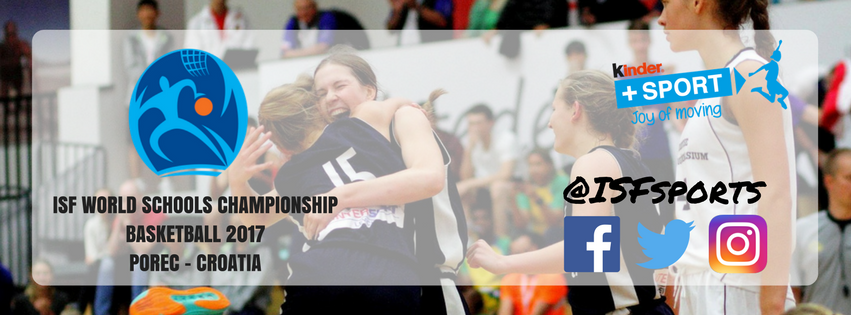 ISF WORLD SCHOOLS CHAMPIONSHIP
BASKETBALL 2017
POREC - CROATIA
Kinder
+ SPORT
Joy of moving
@ISFsports
15